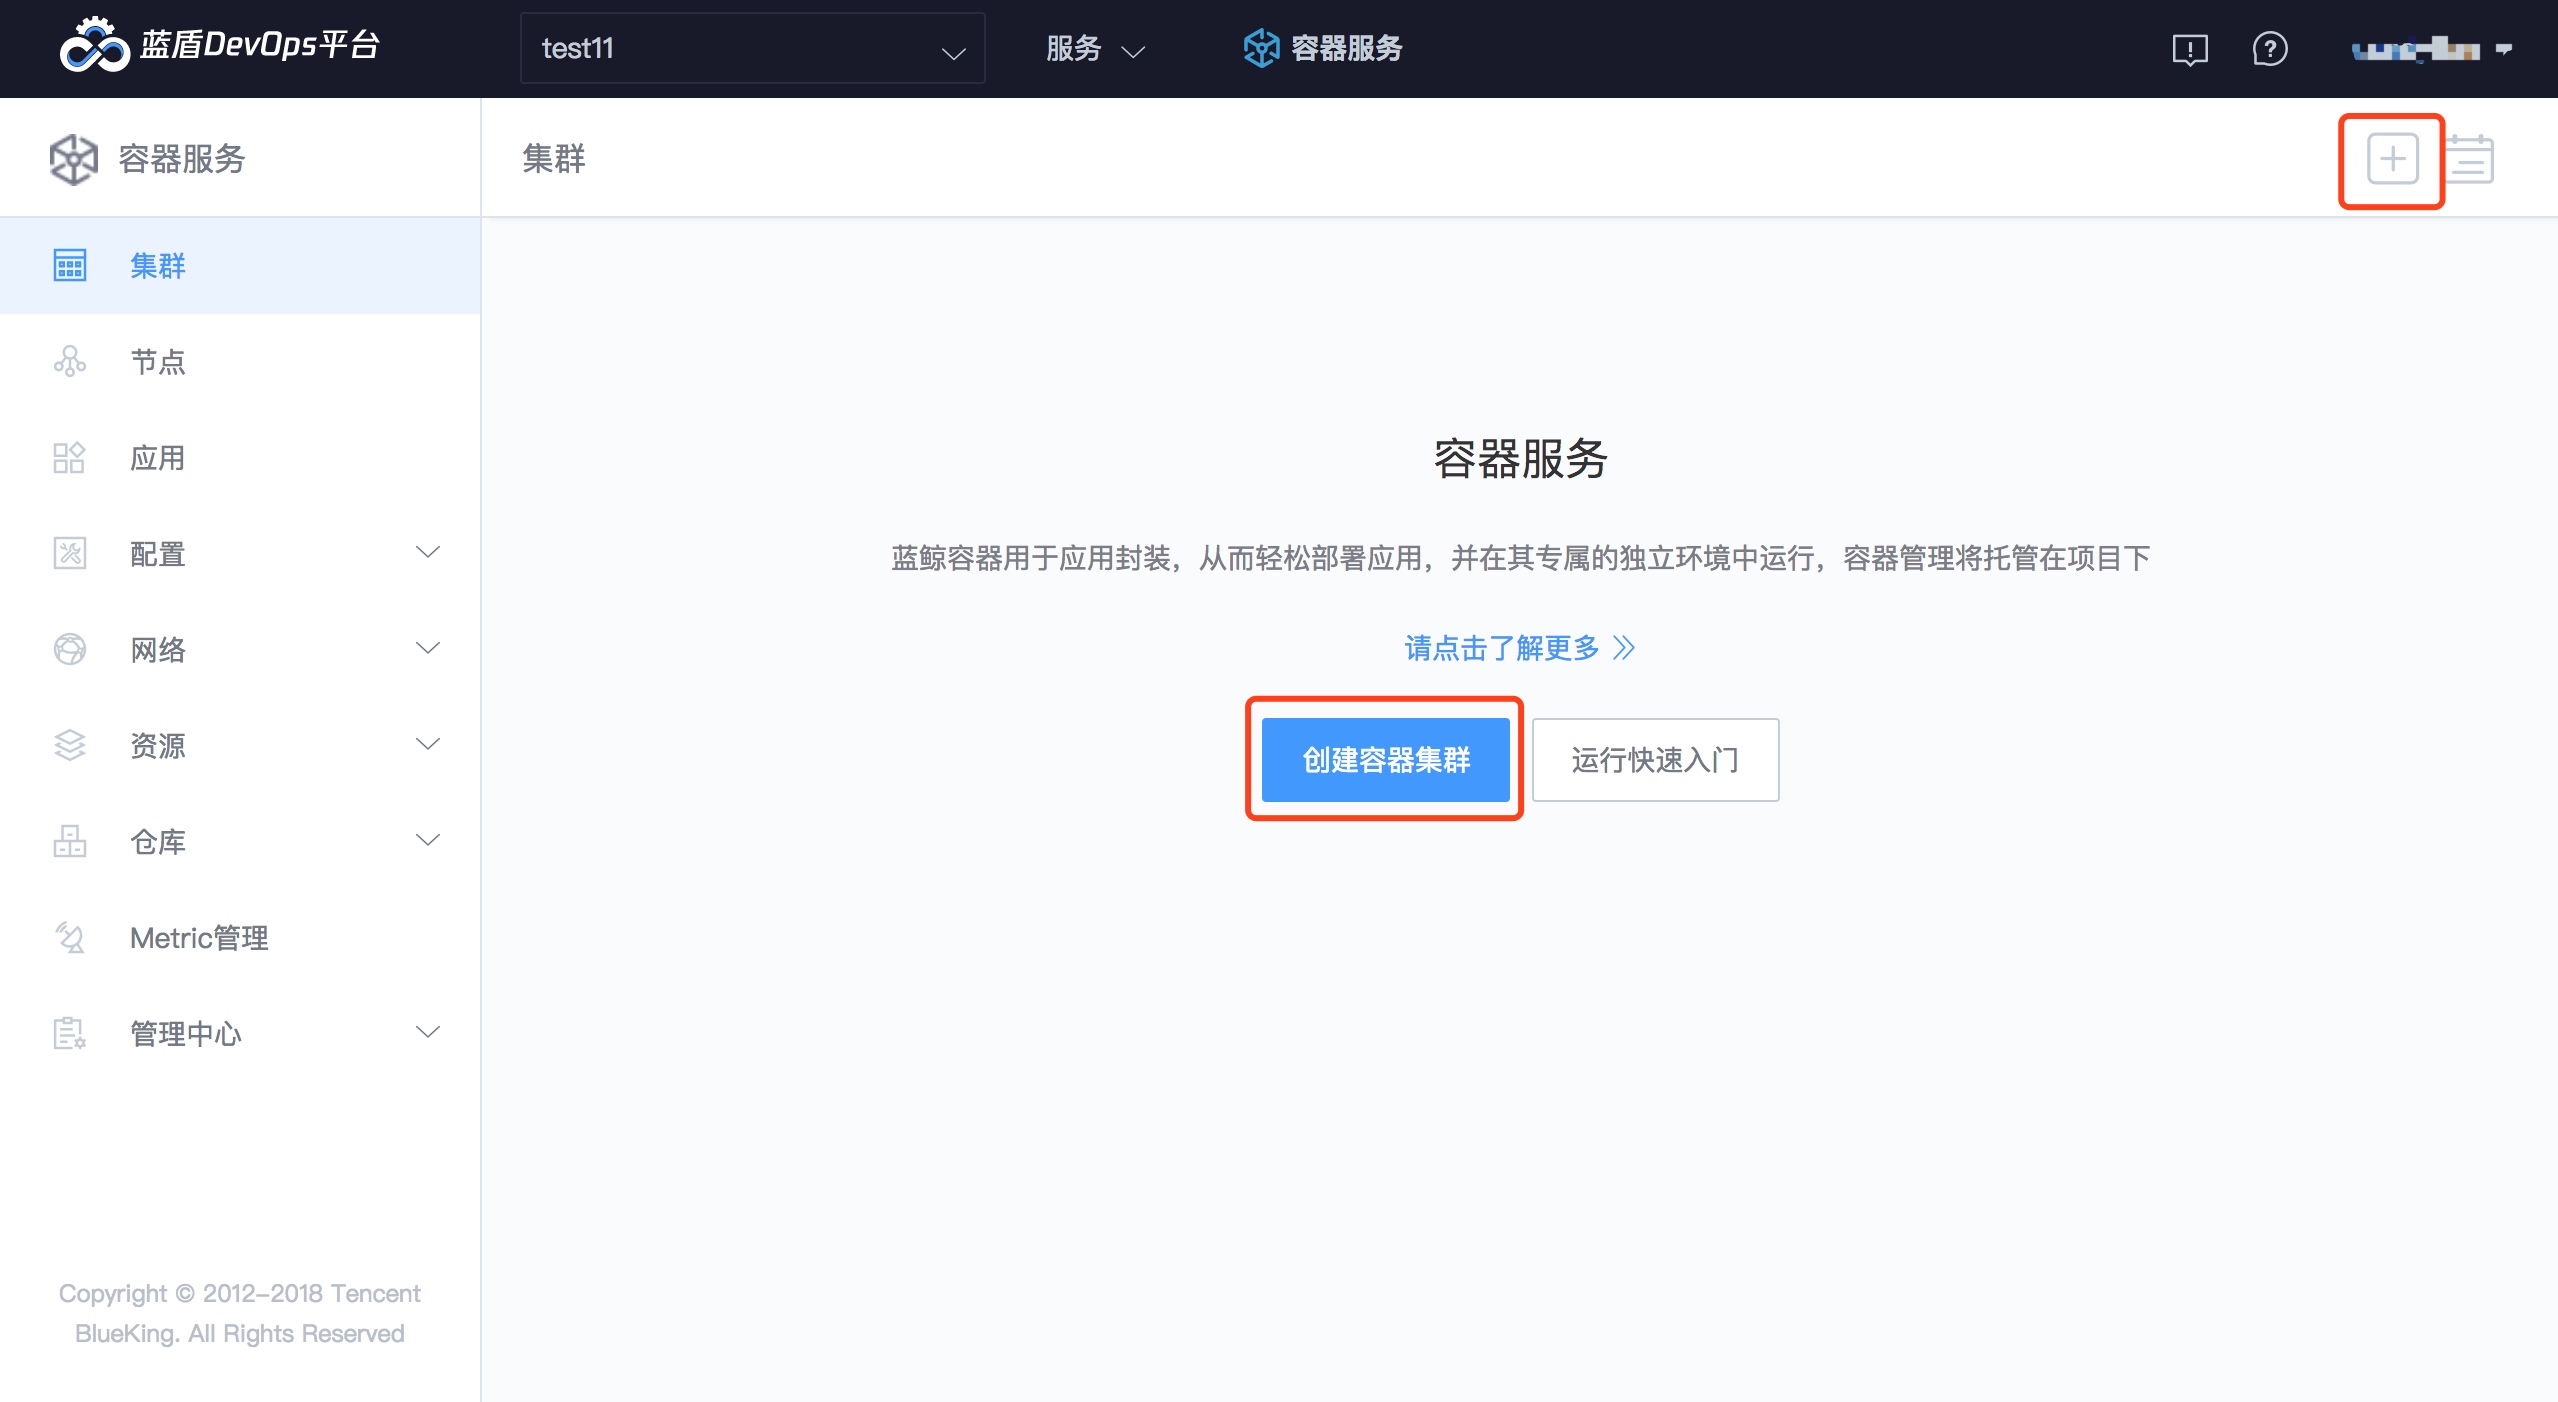 蓝盾DevOps平台
test11
服务
容器服务
容器服务
集群
集群
节点
应用
配置
网络
资源
仓库
Metric管理
管理中心
容器服务
蓝鲸容器用于应用封装，从而轻松部署应用，并在其专属的独立环境中运行，容器管理将托管在项目下
请点击了解更多
创建容器集群
运行快速入门
Copyright © 2012-2018 Tencent
BlueKing. All Rights Reserved